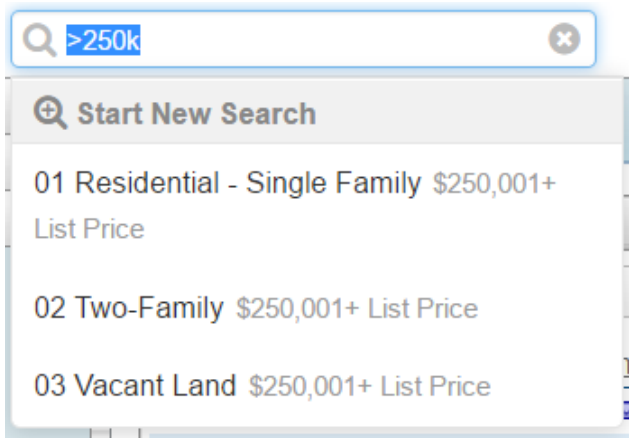 >250k
Start New Search
01 Residential - Single Family $250,001+
List Price
02 Two-Family $250,001+ List Price
03 Vacant Land $250,001+ List Price